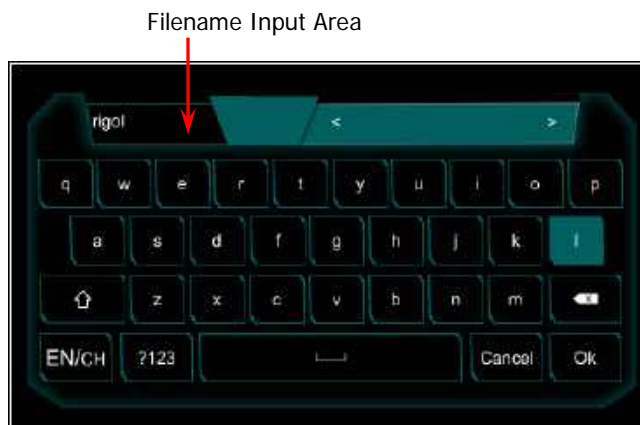 Filename Input Area
rigol < >
q w e r t y u i o p
a s d f g h j k l
z x c v b n m
EN/CH ?123 Cancel Ok